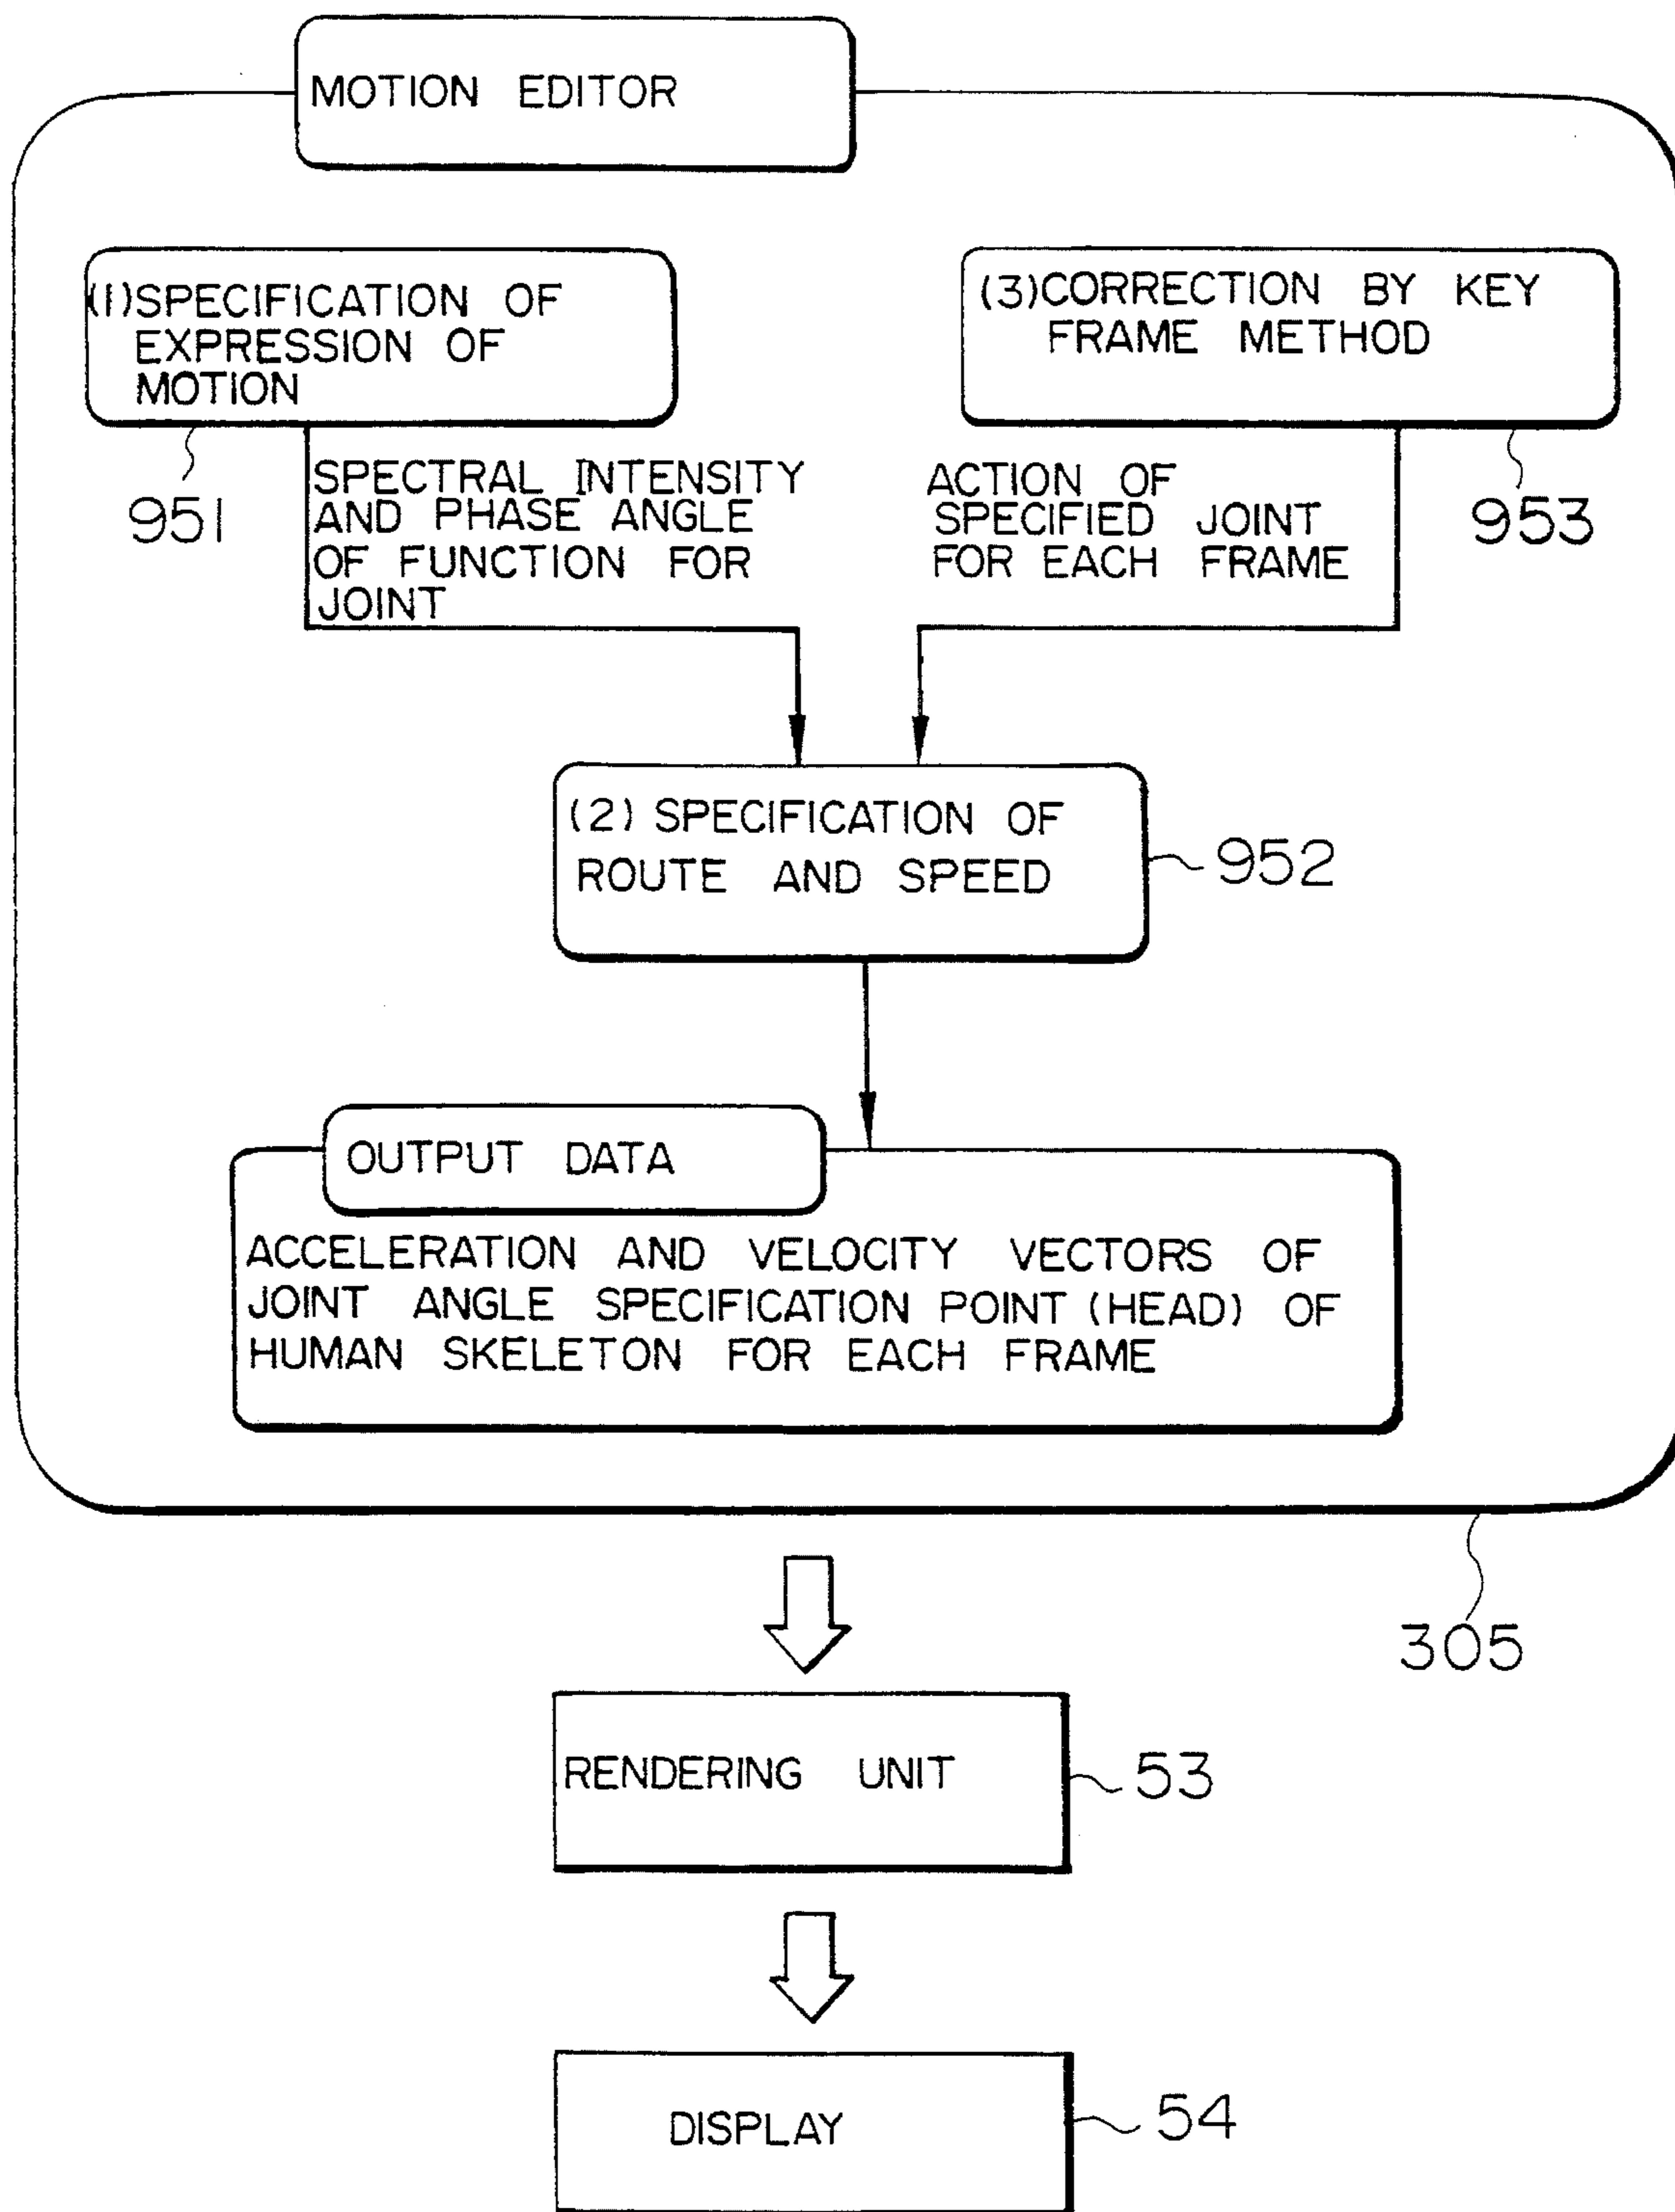 MOTION EDITOR
(1)SPECIFICATION OF
EXPRESSION OF
MOTION
951
SPECTRAL INTENSITY
AND PHASE ANGLE
OF FUNCTION FOR
JOINT
(3)CORRECTION BY KEY
FRAME METHOD
953
ACTION OF
SPECIFIED JOINT
FOR EACH FRAME
(2) SPECIFICATION OF
ROUTE AND SPEED
952
OUTPUT DATA
ACCELERATION AND VELOCITY VECTORS OF
JOINT ANGLE SPECIFICATION POINT (HEAD) OF
HUMAN SKELETON FOR EACH FRAME
305
RENDERING UNIT
53
DISPLAY
54